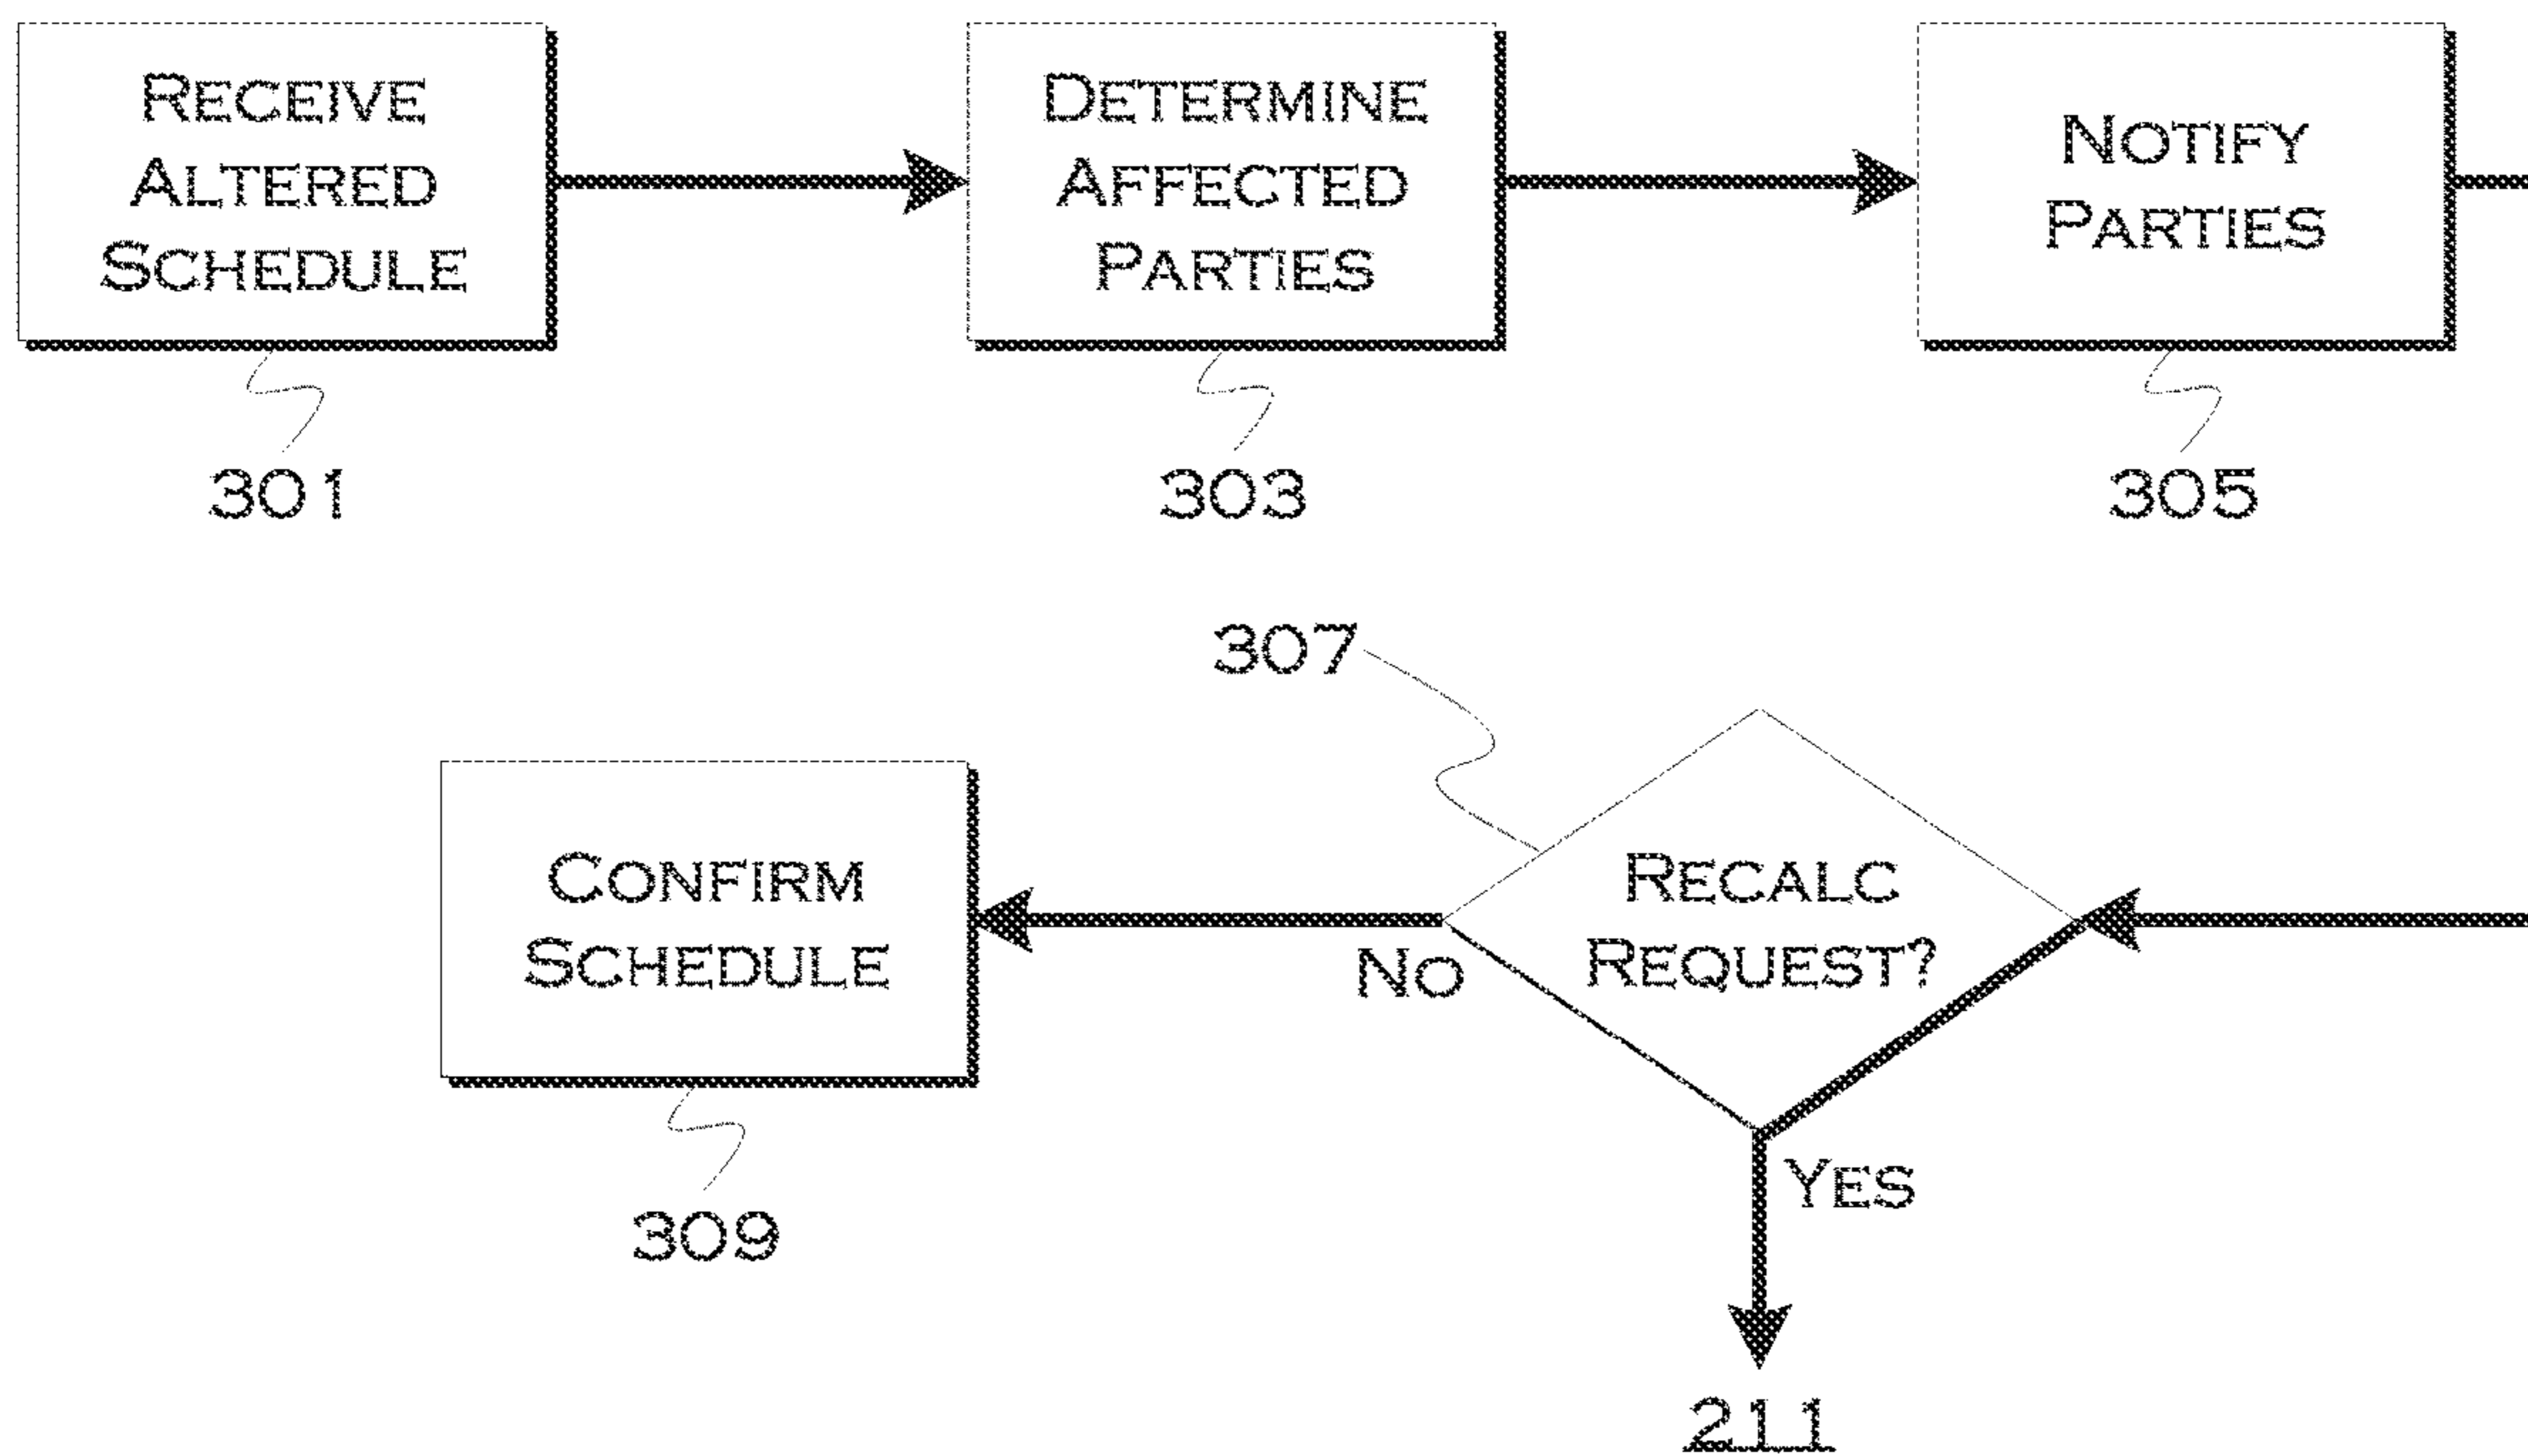 RECEIVE
ALTERED
SCHEDULE
301
DETERMINE
AFFECTED
PARTIES
303
NOTIFY
PARTIES
305
307
RECALC
REQUEST?
NO
YES
CONFIRM
SCHEDULE
309
211